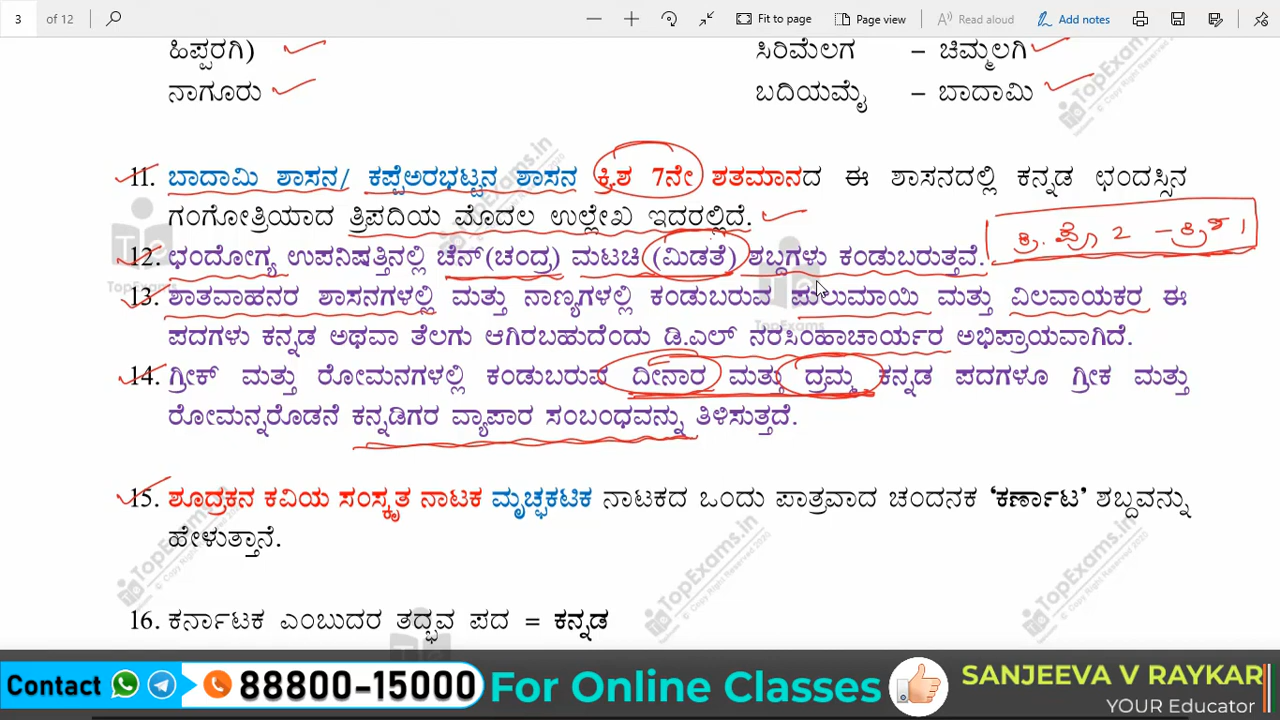 3 of 12 Fit to page Page view Read aloud Add notes
ಹಿಪ್ಪರಗಿ) ಸಿರಿಮೆಲಗ – ಚಿಮ್ಮಲಗಿ
ನಾಗೂರು ಬದಿಯಮೈ – ಬಾದಾಮಿ
11. ಬಾದಾಮಿ ಶಾಸನ/ ಕಪ್ಪೆಅರಭಟ್ಟನ ಶಾಸನ ಕ್ರಿಶ 7ನೇ ಶತಮಾನದ ಈ ಶಾಸನದಲ್ಲಿ ಕನ್ನಡ ಛಂದಸ್ಸಿನ
ಗಂಗೋತ್ರಿಯಾದ ತ್ರಿಪದಿಯ ಮೊದಲ ಉಲ್ಲೇಖ ಇದರಲ್ಲಿದೆ.
ಕ್ರಿ. ಪೂ 2 – ಕ್ರಿಶ 1
12. ಛಂದೋಗ್ಯ ಉಪನಿಷತ್ತಿನಲ್ಲಿ ಚೆನ್(ಚಂದ್ರ) ಮಟಚಿ (ಮಿಡತೆ) ಶಬ್ದಗಳು ಕಂಡುಬರುತ್ತವೆ.
13. ಶಾತವಾಹನರ ಶಾಸನಗಳಲ್ಲಿ ಮತ್ತು ನಾಣ್ಯಗಳಲ್ಲಿ ಕಂಡುಬರುವ ಪುಲುಮಾಯಿ ಮತ್ತು ವಿಲವಾಯಕರ ಈ
ಪದಗಳು ಕನ್ನಡ ಅಥವಾ ತೆಲಗು ಆಗಿರಬಹುದೆಂದು ಡಿ.ಎಲ್ ನರಸಿಂಹಾಚಾರ್ಯರ ಅಭಿಪ್ರಾಯವಾಗಿದೆ.
14. ಗ್ರೀಕ್ ಮತ್ತು ರೋಮನಗಳಲ್ಲಿ ಕಂಡುಬರುವ ದೀನಾರ ಮತ್ತು ದ್ರಮ್ಮ ಕನ್ನಡ ಪದಗಳೂ ಗ್ರೀಕ ಮತ್ತು
ರೋಮನ್ನರೊಡನೆ ಕನ್ನಡಿಗರ ವ್ಯಾಪಾರ ಸಂಬಂಧವನ್ನು ತಿಳಿಸುತ್ತದೆ.
15. ಶೂದ್ರಕನ ಕವಿಯ ಸಂಸ್ಕೃತ ನಾಟಕ ಮೃಚ್ಛಕಟಿಕ ನಾಟಕದ ಒಂದು ಪಾತ್ರವಾದ ಚಂದನಕ 'ಕರ್ಣಾಟ' ಶಬ್ದವನ್ನು
ಹೇಳುತ್ತಾನೆ.
16. ಕರ್ನಾಟಕ ಎಂಬುದರ ತದ್ಭವ ಪದ = ಕನ್ನಡ
Contact 88800-15000 For Online Classes SANJEEVA V RAYKAR
YOUR Educator